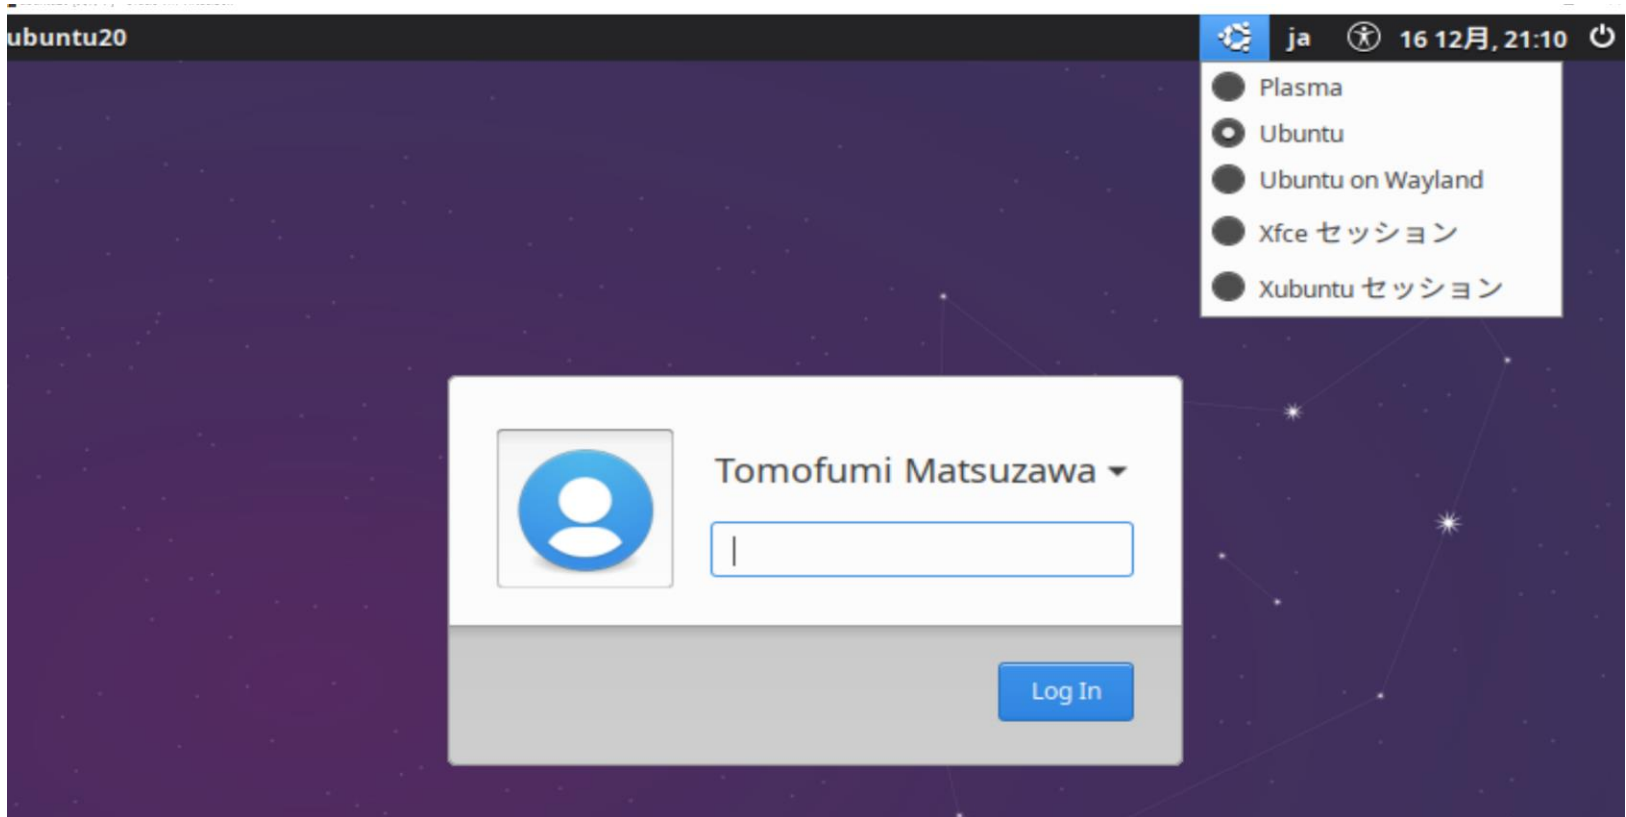 ubuntu20
ja 16 12月, 21:10
Plasma
Ubuntu
Ubuntu on Wayland
Xfce セッション
Xubuntu セッション
Tomofumi Matsuzawa
Log In